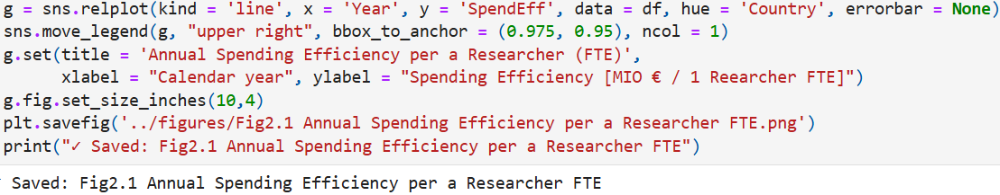 g = sns.relplot(kind = 'line', x = 'Year', y = 'SpendEff', data = df, hue = 'Country', errorbar = None)
sns.move_legend(g, "upper right", bbox_to_anchor = (0.975, 0.95), ncol = 1)
g.set(title = 'Annual Spending Efficiency per a Researcher (FTE)',
      xlabel = "Calendar year", ylabel = "Spending Efficiency [MIO € / 1 Reearcher FTE]")
g.fig.set_size_inches(10,4)
plt.savefig('../figures/Fig2.1 Annual Spending Efficiency per a Researcher FTE.png')
print("✓ Saved: Fig2.1 Annual Spending Efficiency per a Researcher FTE")
Saved: Fig2.1 Annual Spending Efficiency per a Researcher FTE